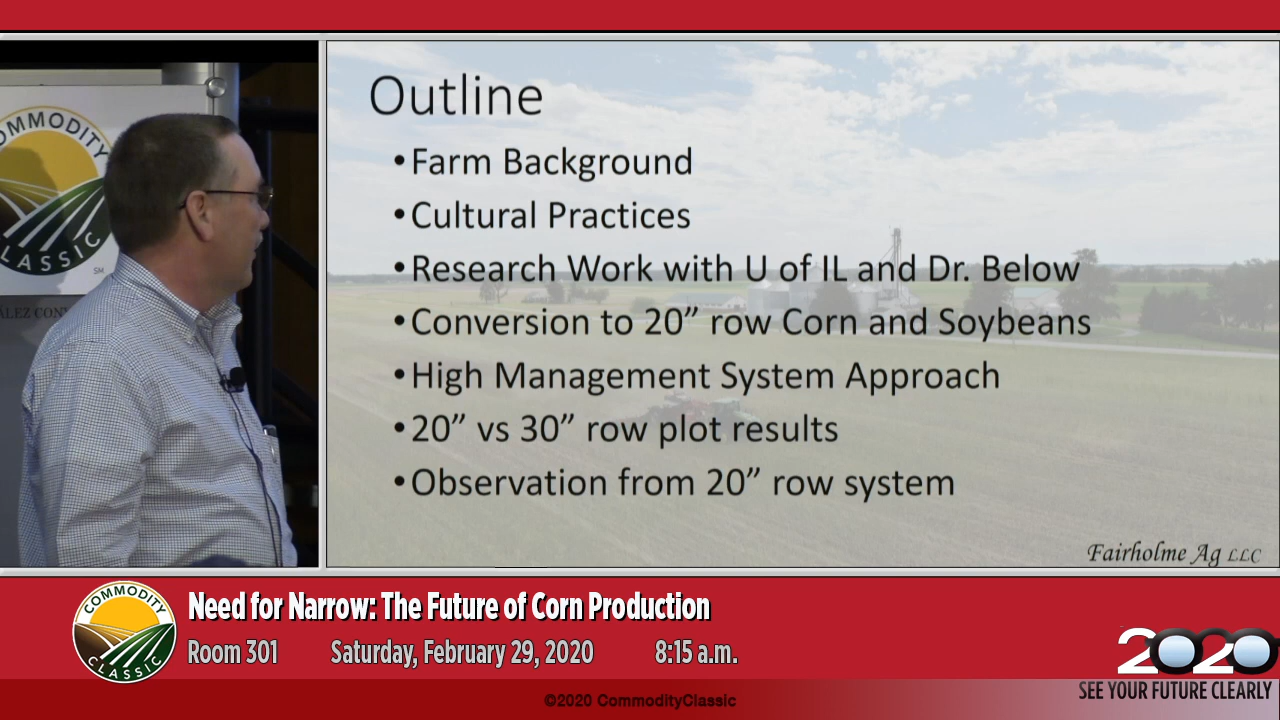 COMMODITY
CLASSIC
SM
Outline
•Farm Background
•Cultural Practices
•Research Work with U of IL and Dr. Below
•Conversion to 20” row Corn and Soybeans
•High Management System Approach
•20” vs 30” row plot results
•Observation from 20” row system
Fairholme Ag LLC
COMMODITY
CLASSIC
Need for Narrow: The Future of Corn Production
Room 301 Saturday, February 29, 2020 8:15 a.m.
2020
SEE YOUR FUTURE CLEARLY
©2020 CommodityClassic